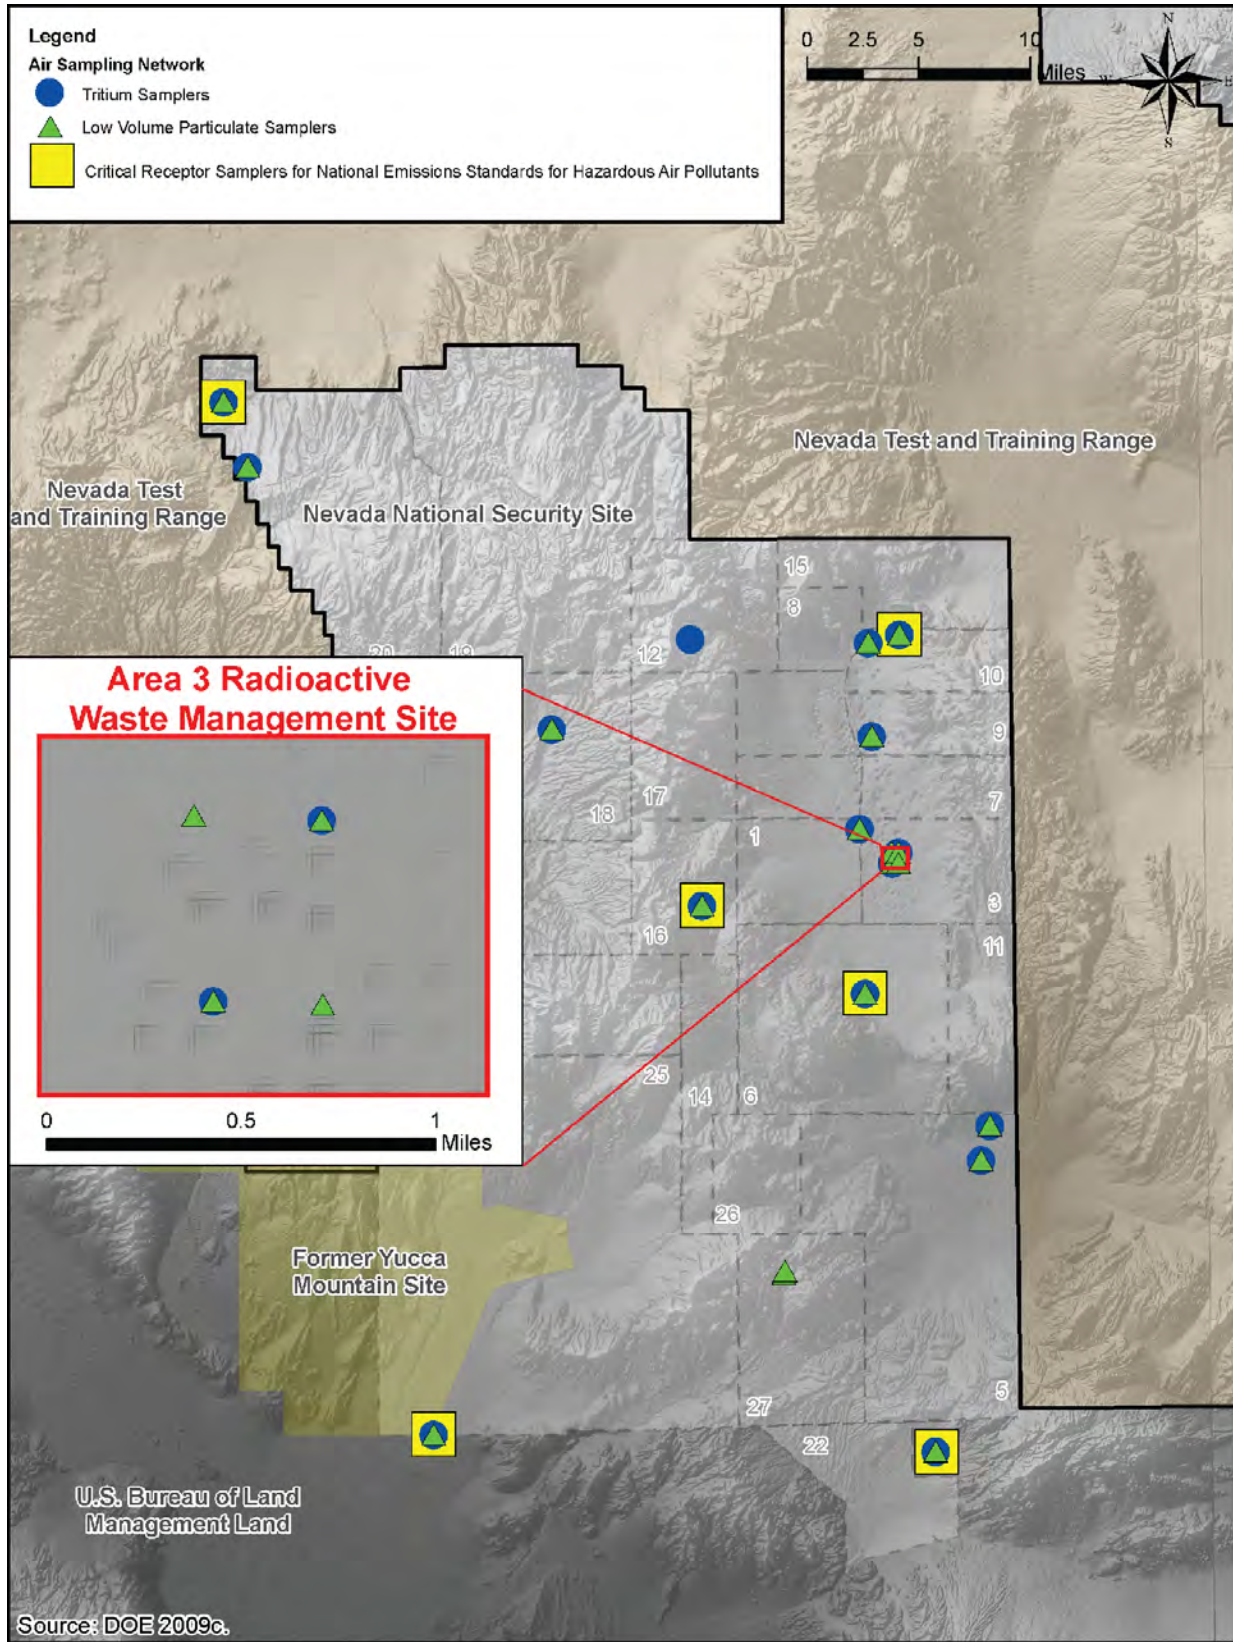 Legend
Air Sampling Network
Tritium Samplers
Low Volume Particulate Samplers
Critical Receptor Samplers for National Emissions Standards for Hazardous Air Pollutants
0 2.5 5 10
Miles
N
W E
S
Nevada Test and Training Range
Nevada Test
and Training Range
Nevada National Security Site
15
8
20 19 12
10
9
17
18
7
1
3
16
11
25
14 6
26
5
27
22
Area 3 Radioactive
Waste Management Site
0 0.5 1
Miles
Former Yucca
Mountain Site
U.S. Bureau of Land
Management Land
Source: DOE 2009c.